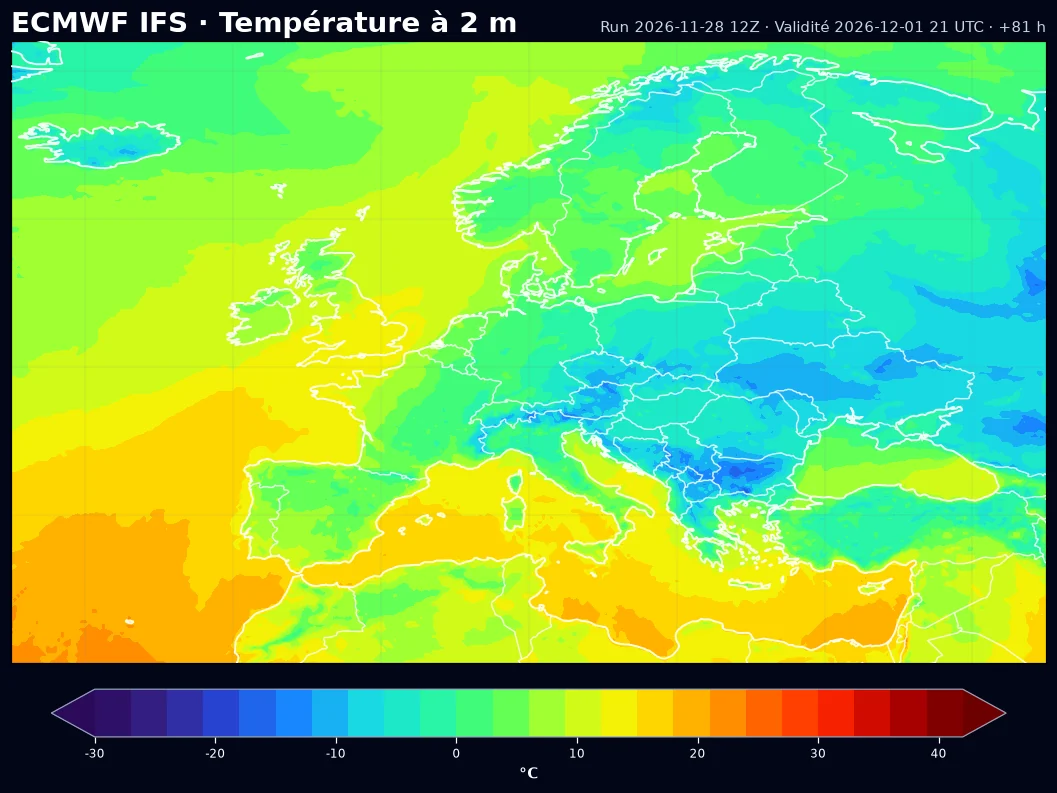 ECMWF IFS · Température à 2 m
Run 2026-11-28 12Z · Validité 2026-12-01 21 UTC · +81 h
-30 -20 -10 0 10 20 30 40
°C